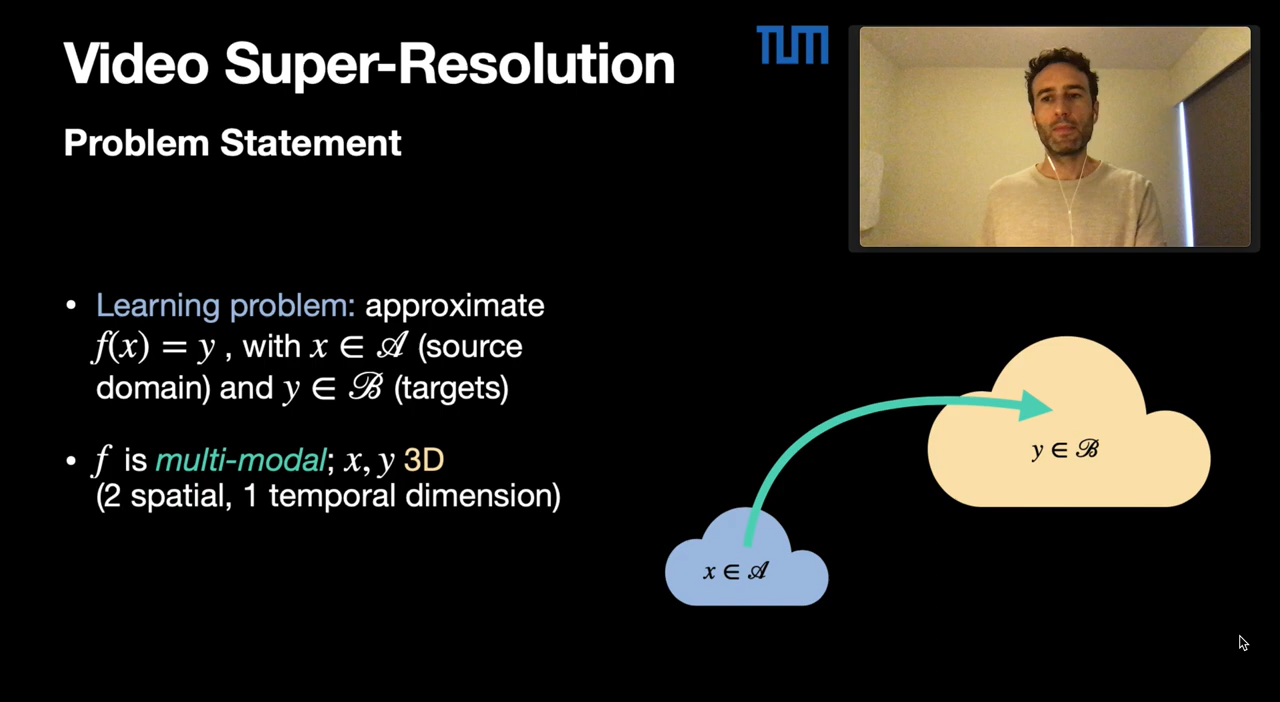 Video Super-Resolution
TUM
Problem Statement
• Learning problem: approximate
f(x) = y , with x ∈ 𝒜 (source
domain) and y ∈ ℬ (targets)
• f is multi-modal; x, y 3D
(2 spatial, 1 temporal dimension)
y ∈ ℬ
x ∈ 𝒜